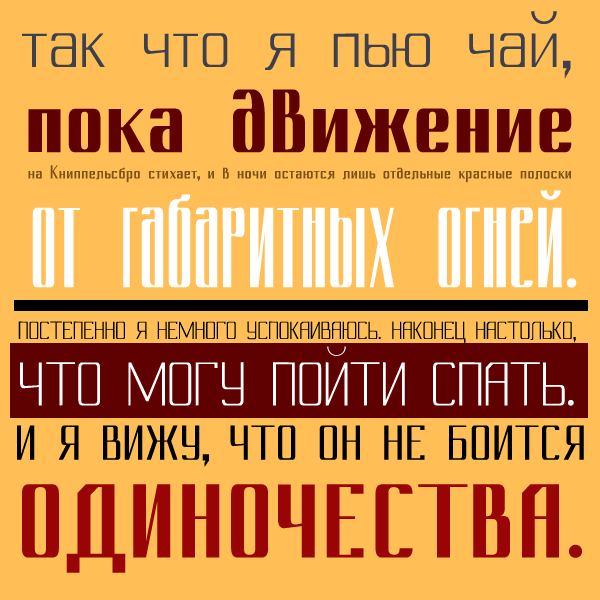 так что я пью чай,
пока движение
на Книппельсбро стихает, и в ночи остаются лишь отдельные красные полоски
от габаритных огней.
ПОСТЕПЕННО Я НЕМНОГО УСПОКАИВАЮСЬ. НАКОНЕЦ НАСТОЛЬКО,
ЧТО МОГУ ПОЙТИ СПАТЬ.
И Я ВИЖУ, ЧТО ОН НЕ БОИТСЯ
ОДИНОЧЕСТВА.